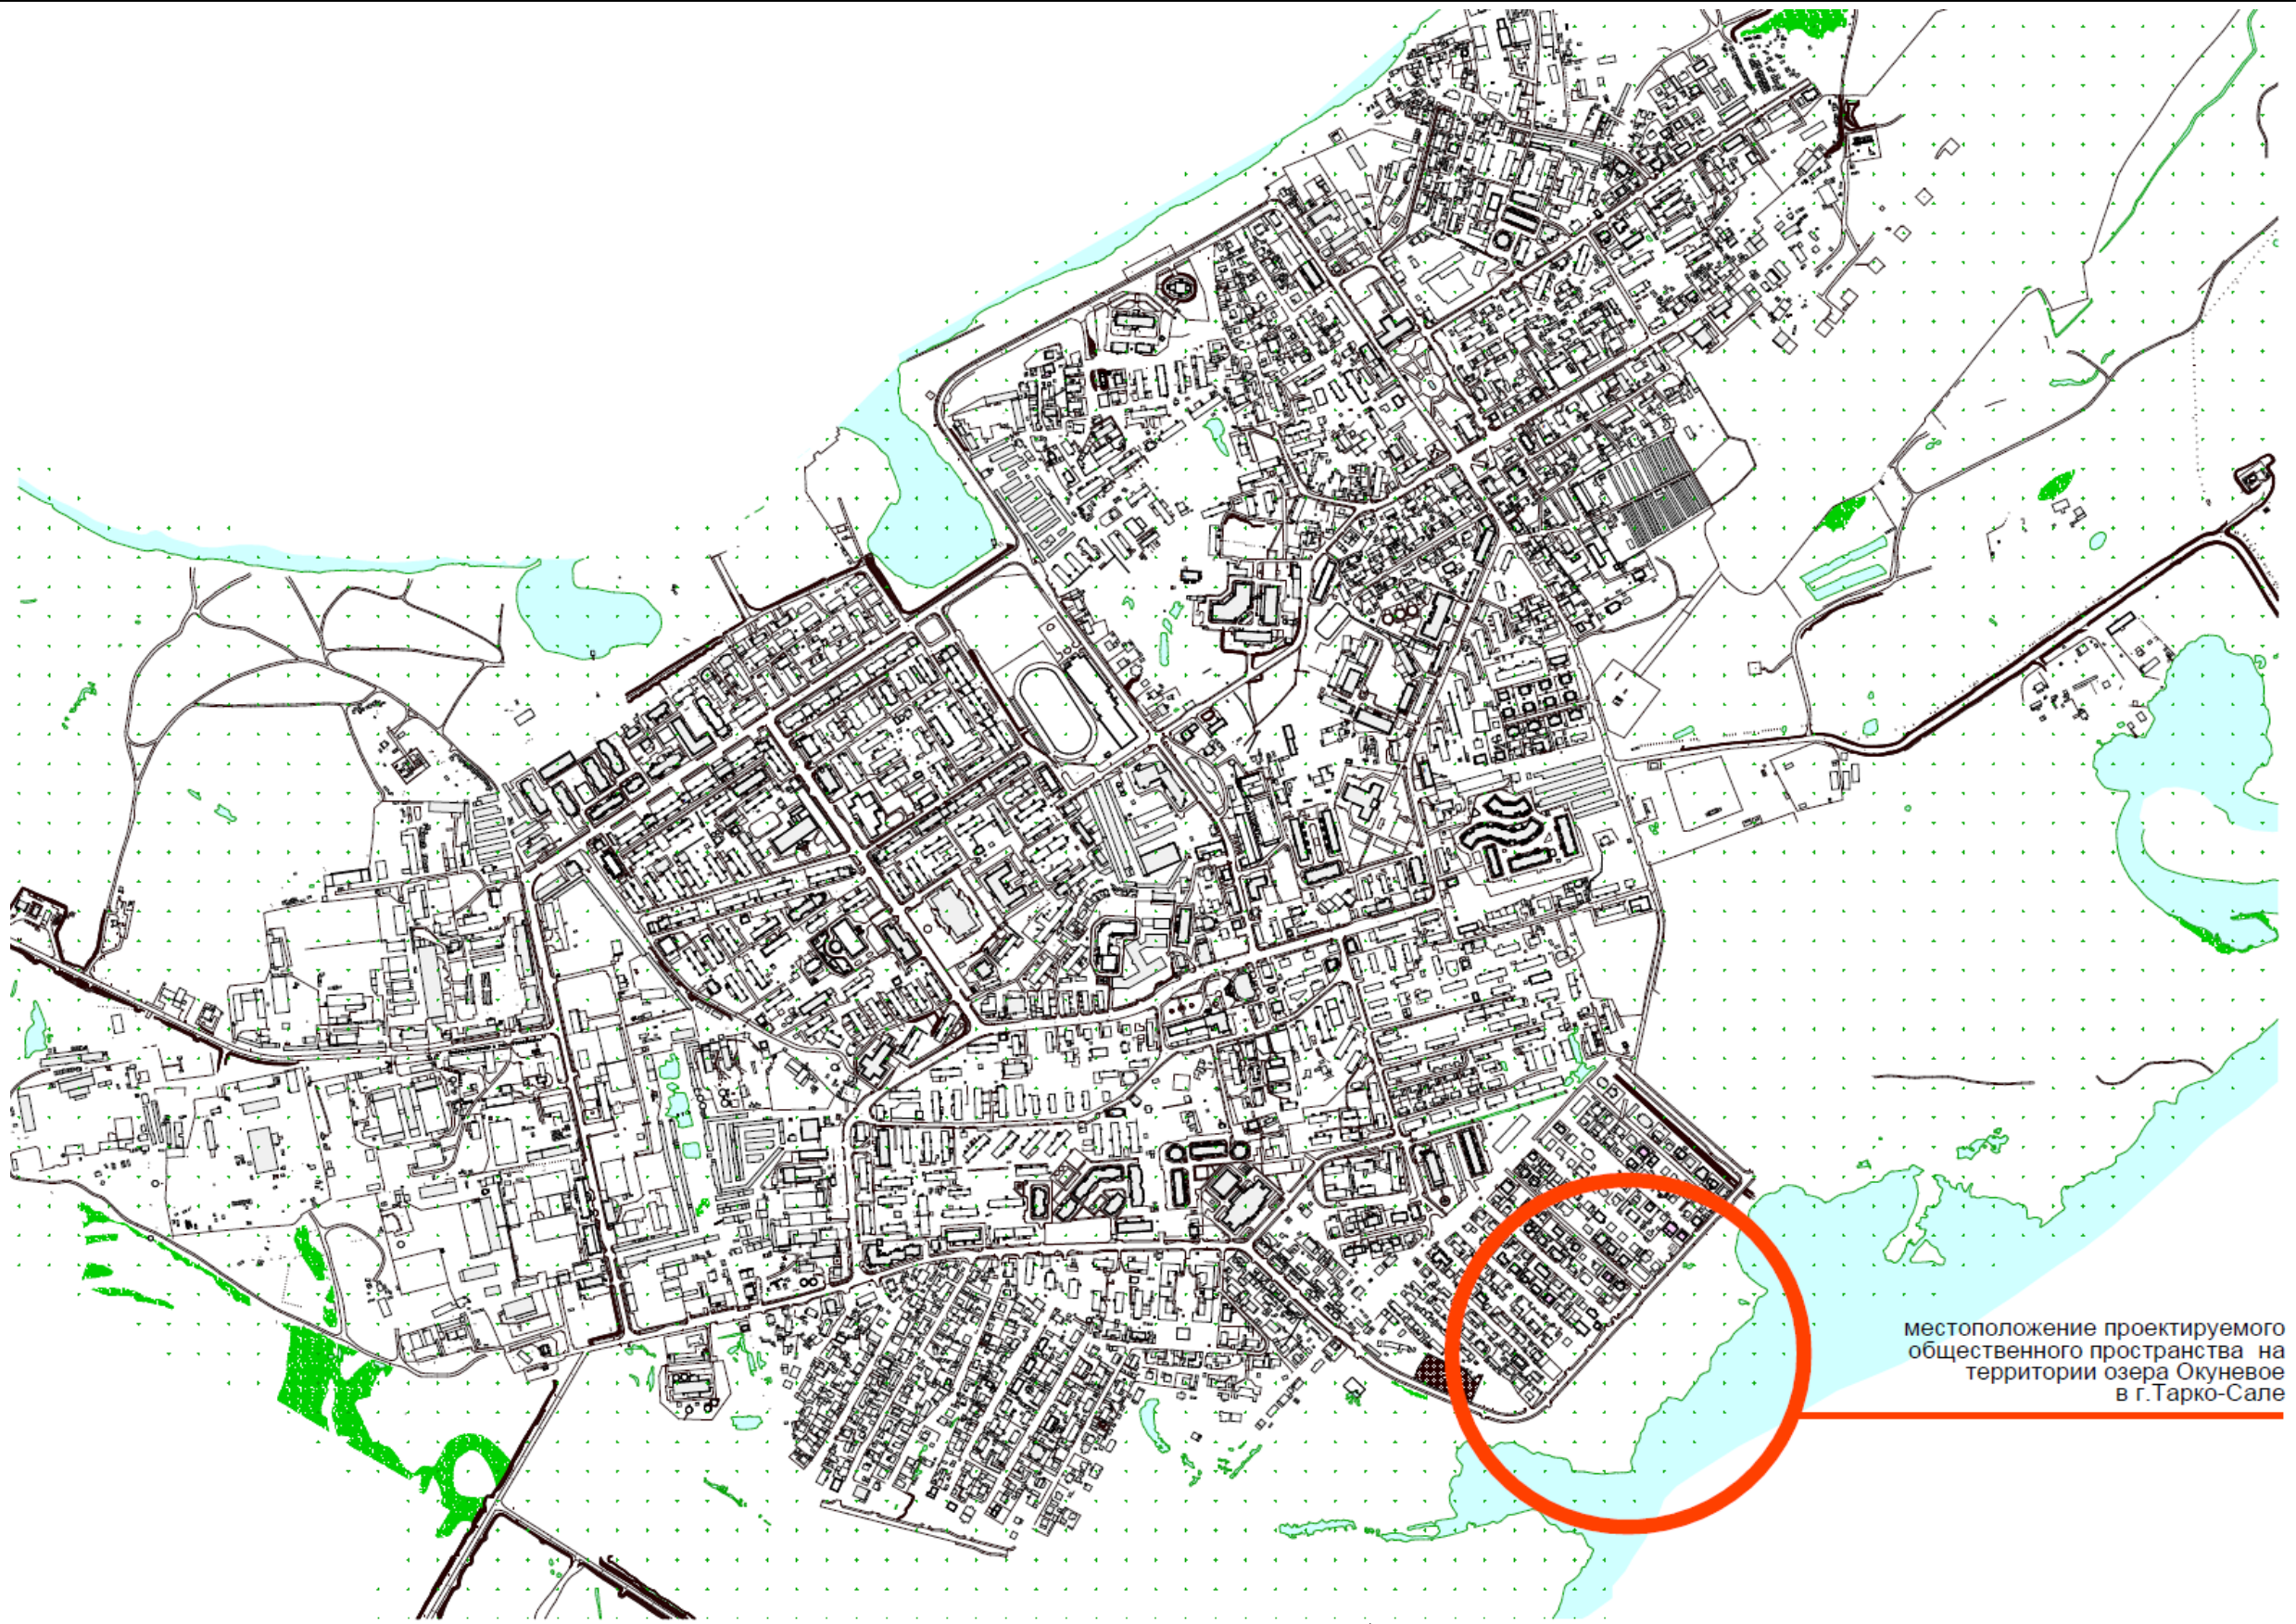 местоположение проектируемого
общественного пространства на
территории озера Окуневое
в г.Тарко-Сале